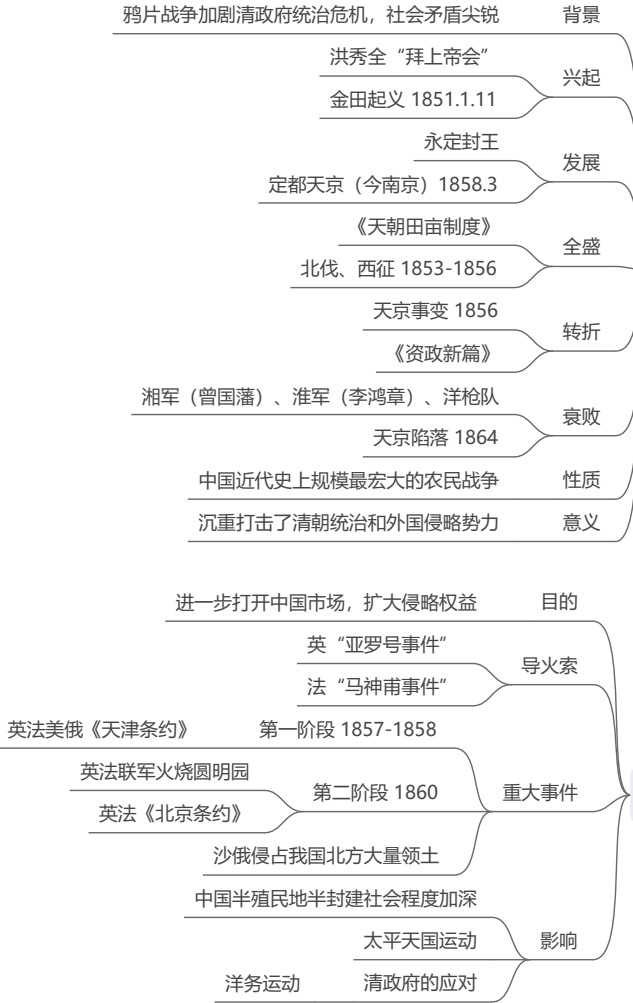 鸦片战争加剧清政府统治危机，社会矛盾尖锐 背景
洪秀全“拜上帝会”
兴起
金田起义 1851.1.11
永定封王
发展
定都天京（今南京）1858.3
《天朝田亩制度》
全盛
北伐、西征 1853-1856
天京事变 1856
转折
《资政新篇》
湘军（曾国藩）、淮军（李鸿章）、洋枪队
衰败
天京陷落 1864
中国近代史上规模最宏大的农民战争 性质
沉重打击了清朝统治和外国侵略势力 意义
进一步打开中国市场，扩大侵略权益 目的
英“亚罗号事件”
导火索
法“马神甫事件”
英法美俄《天津条约》 第一阶段 1857-1858
英法联军火烧圆明园
第二阶段 1860 重大事件
英法《北京条约》
沙俄侵占我国北方大量领土
中国半殖民地半封建社会程度加深
太平天国运动 影响
洋务运动 清政府的应对